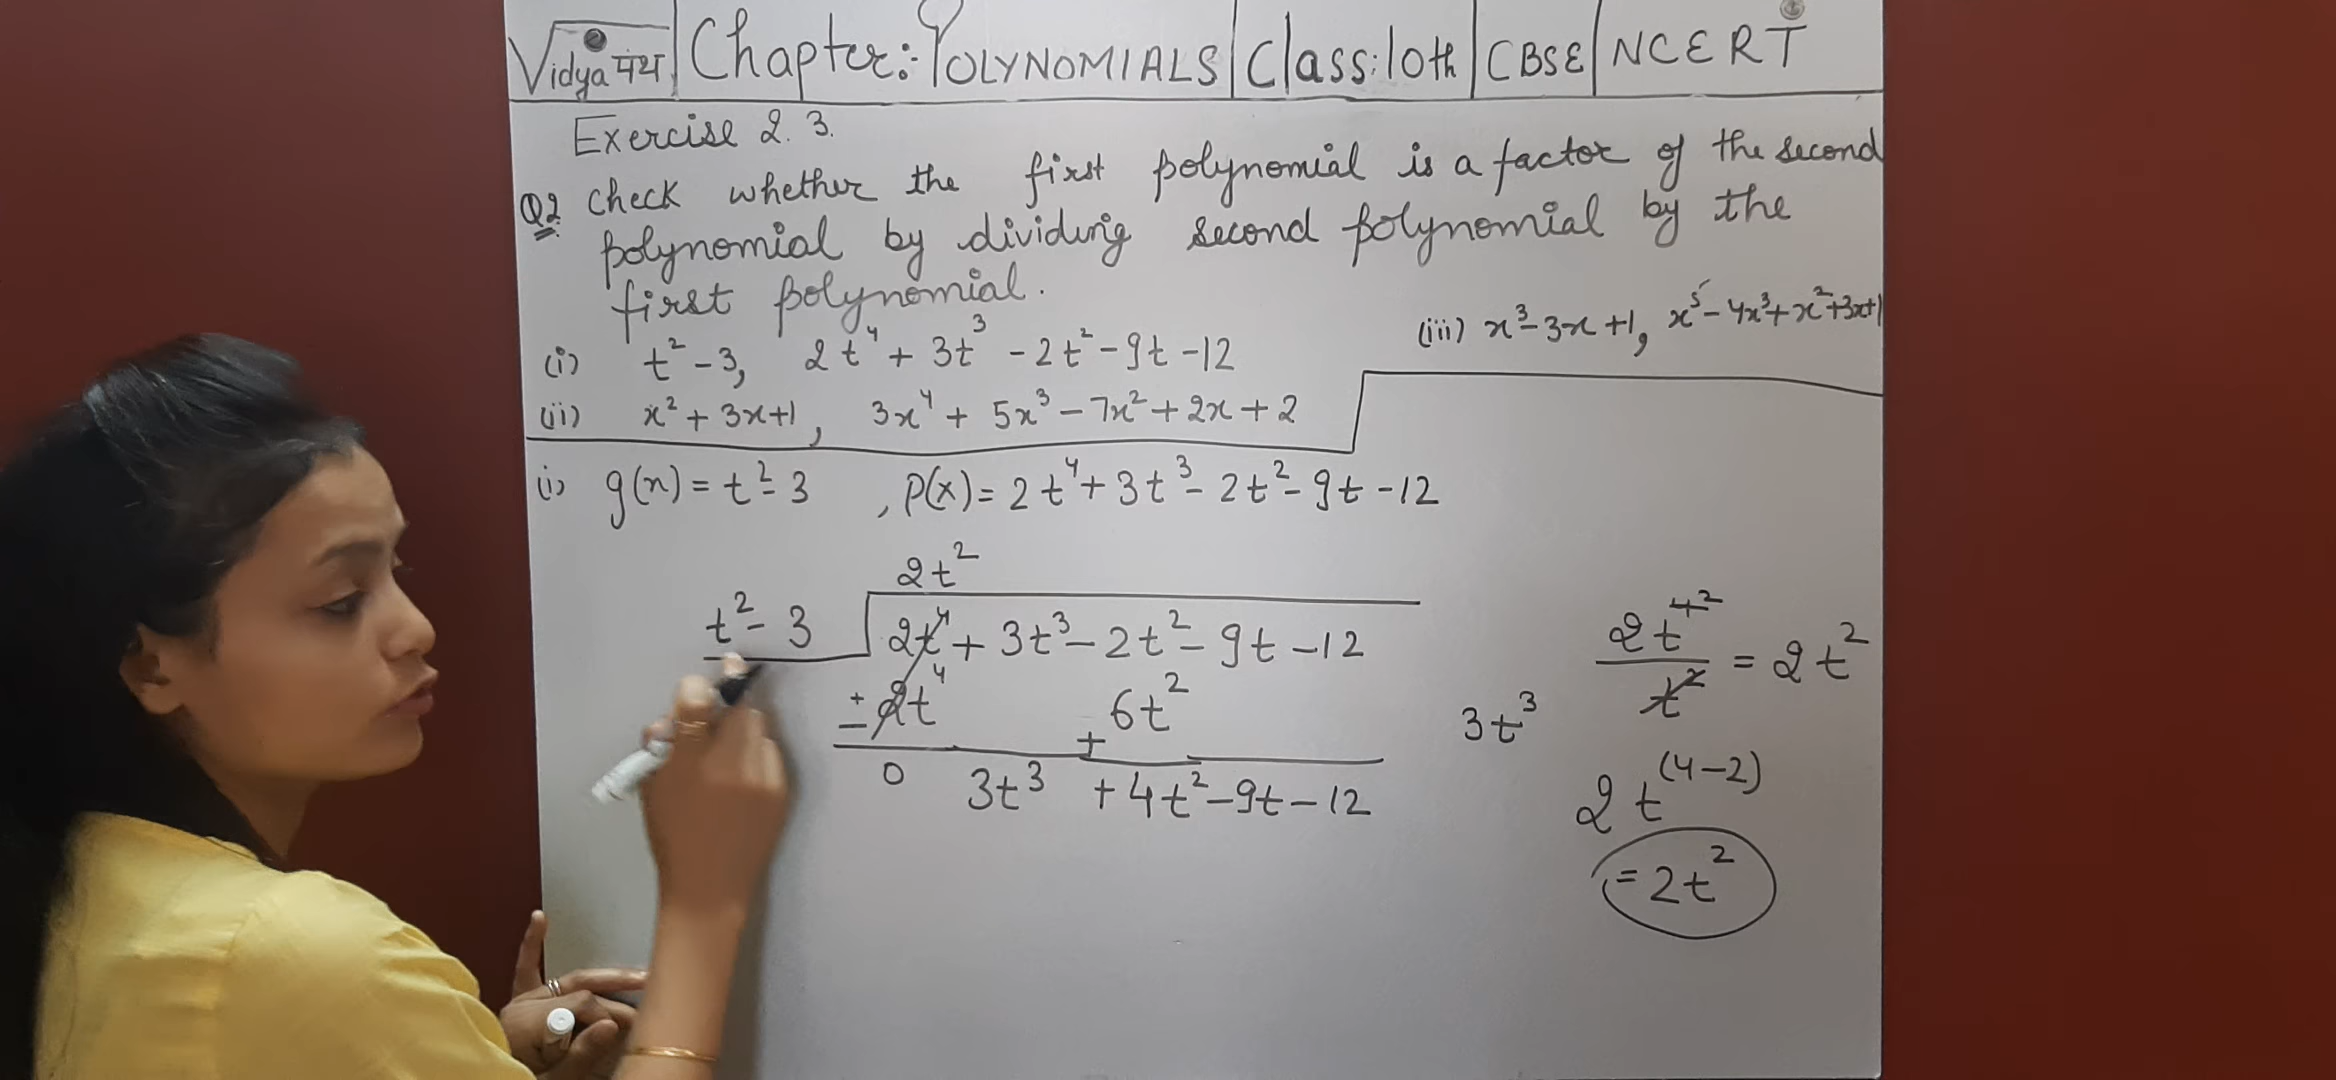 Vidya पथ | Chapter:- POLYNOMIALS | Class: 10th | CBSE | NCERT
Exercise 2.3.
Q2 Check whether the first polynomial is a factor of the second
polynomial by dividing second polynomial by the
first polynomial.
(i) t² - 3, 2t⁴ + 3t³ - 2t² - 9t - 12
(ii) x² + 3x + 1, 3x⁴ + 5x³ - 7x² + 2x + 2
(iii) x³ - 3x + 1, x⁵ - 4x³ + x² + 3x + 1
(i) g(x) = t² - 3, P(x) = 2t⁴ + 3t³ - 2t² - 9t - 12
2t²
t² - 3 2t⁴ + 3t³ - 2t² - 9t - 12
± 2t⁴ + 6t²
0 3t³ + 4t² - 9t - 12
3t³
2t⁴² / t² = 2t²
2t⁽⁴⁻²⁾
= 2t²